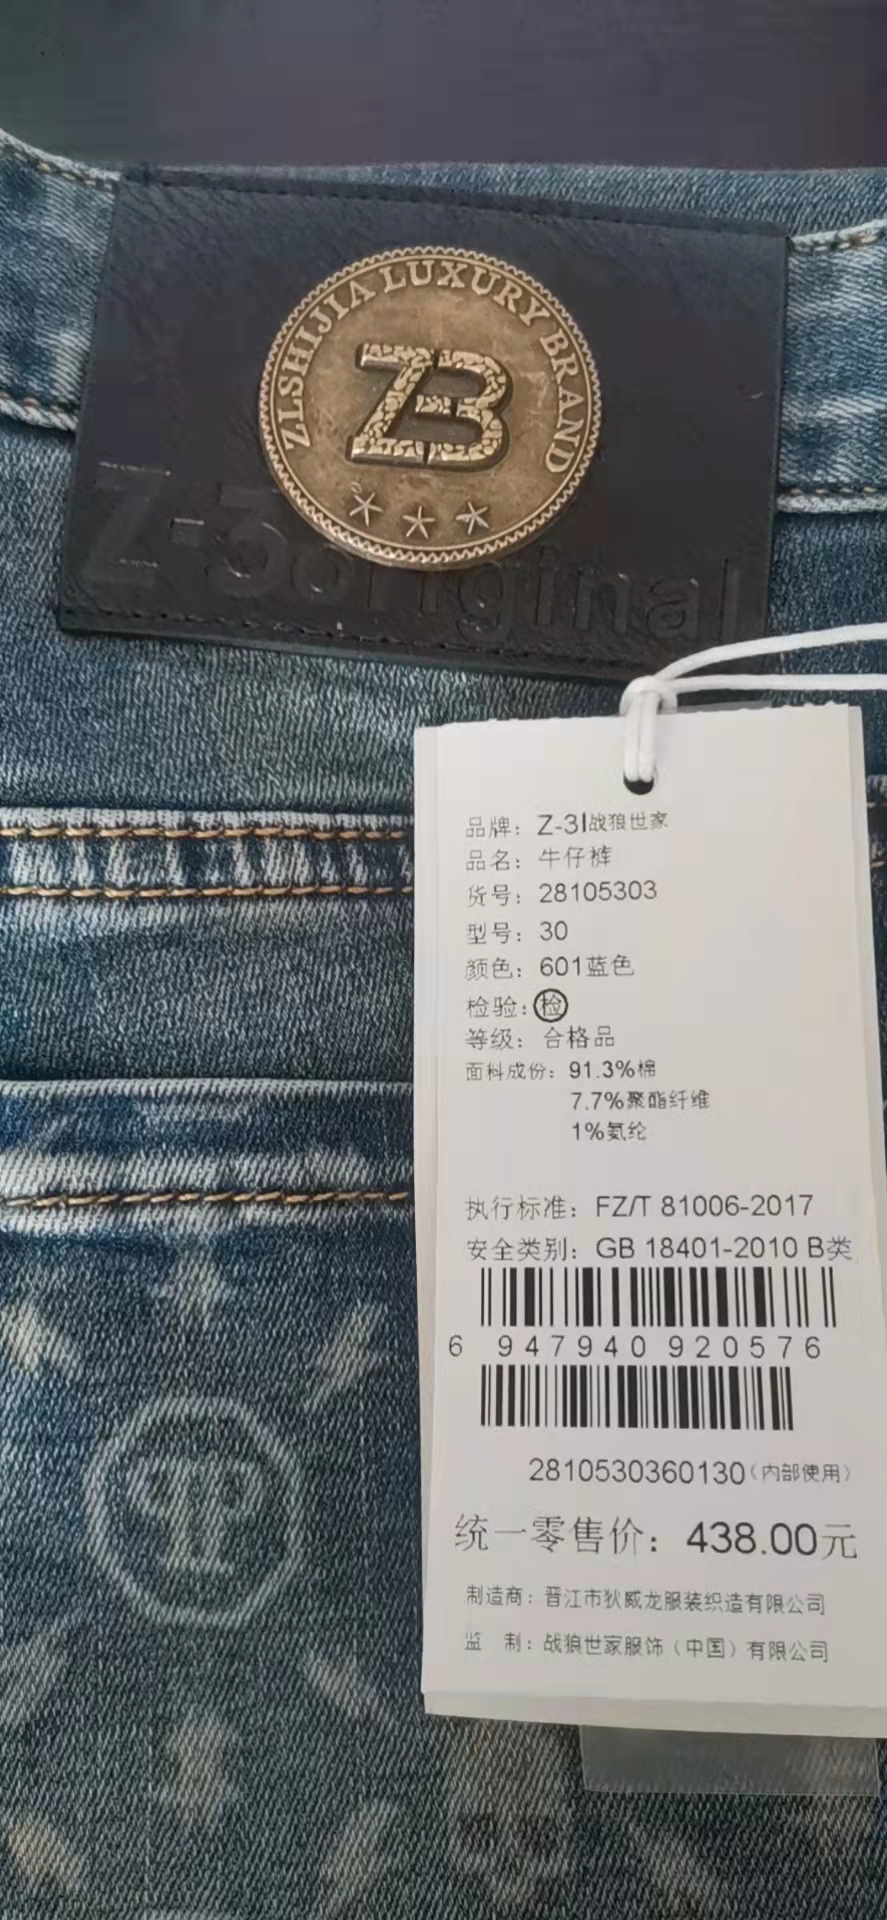 ZLSHIJIA LUXURY BRAND
Z3
Z-3original
品牌：Z-3I战狼世家
品名：牛仔裤
货号：28105303
型号：30
颜色：601蓝色
检验：检
等级：合格品
面料成份：91.3%棉
7.7%聚酯纤维
1%氨纶
执行标准：FZ/T 81006-2017
安全类别：GB 18401-2010 B类
6 947940 920576
2810530360130（内部使用）
统一零售价：438.00元
制造商：晋江市狄威龙服装织造有限公司
监 制：战狼世家服饰（中国）有限公司